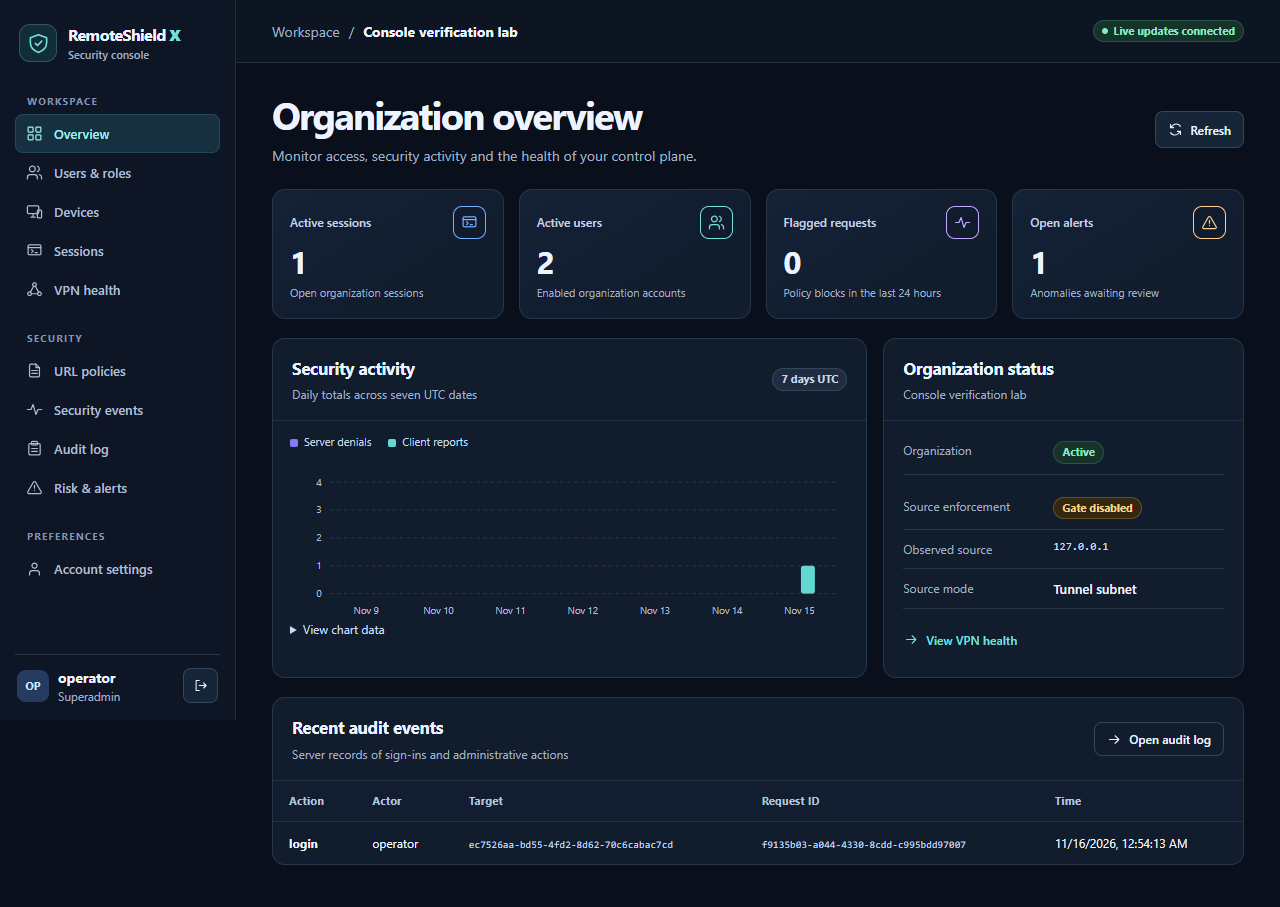 RemoteShield X
Security console
WORKSPACE
Overview
Users & roles
Devices
Sessions
VPN health
SECURITY
URL policies
Security events
Audit log
Risk & alerts
PREFERENCES
Account settings
OP
operator
Superadmin
Workspace / Console verification lab
Live updates connected
Organization overview
Monitor access, security activity and the health of your control plane.
Refresh
Active sessions
1
Open organization sessions
Active users
2
Enabled organization accounts
Flagged requests
0
Policy blocks in the last 24 hours
Open alerts
1
Anomalies awaiting review
Security activity
Daily totals across seven UTC dates
7 days UTC
Server denials Client reports
4
3
2
1
0
Nov 9 Nov 10 Nov 11 Nov 12 Nov 13 Nov 14 Nov 15
View chart data
Organization status
Console verification lab
Organization Active
Source enforcement Gate disabled
Observed source 127.0.0.1
Source mode Tunnel subnet
View VPN health
Recent audit events
Server records of sign-ins and administrative actions
Open audit log
Action Actor Target Request ID Time
login operator ec7526aa-bd55-4fd2-8d62-70c6cabac7cd f9135b03-a044-4330-8cdd-c995bdd97007 11/16/2026, 12:54:13 AM